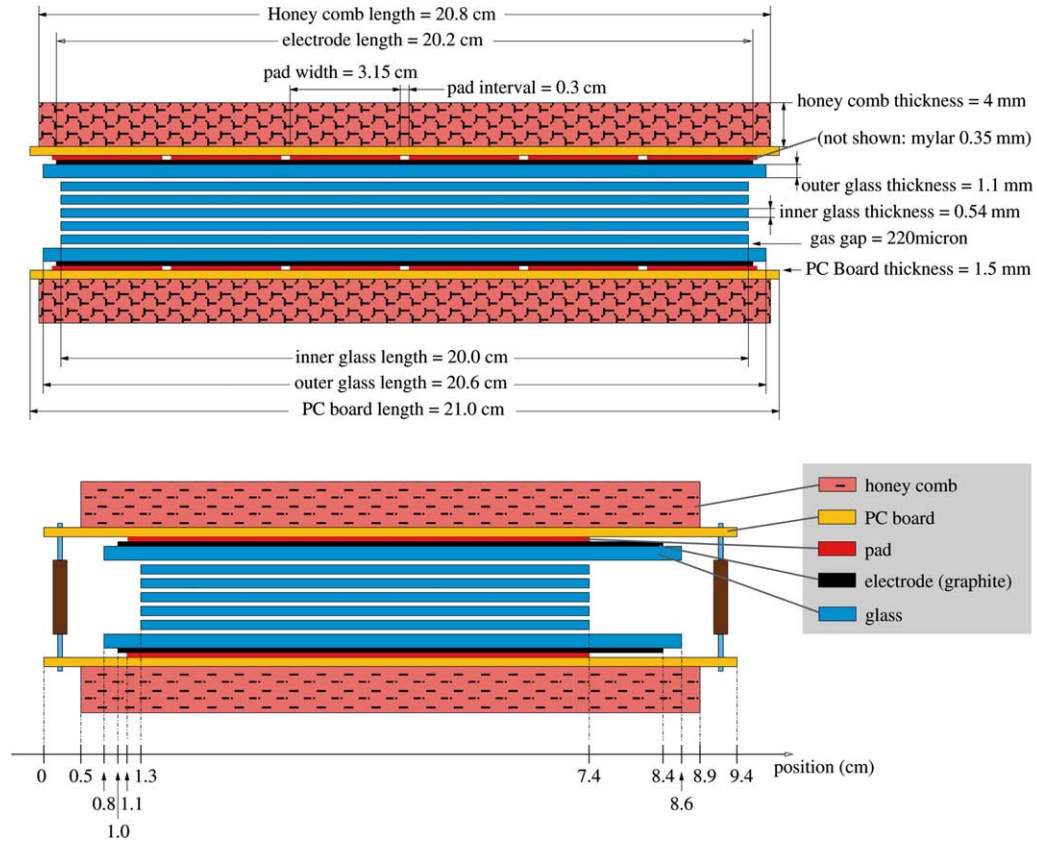 Honey comb length = 20.8 cm
electrode length = 20.2 cm
pad width = 3.15 cm
pad interval = 0.3 cm
honey comb thickness = 4 mm
(not shown: mylar 0.35 mm)
outer glass thickness = 1.1 mm
inner glass thickness = 0.54 mm
gas gap = 220micron
PC Board thickness = 1.5 mm
inner glass length = 20.0 cm
outer glass length = 20.6 cm
PC board length = 21.0 cm
honey comb
PC board
pad
electrode (graphite)
glass
position (cm)
0 0.5 1.3 7.4 8.4 8.9 9.4
0.8 1.1 8.6
1.0